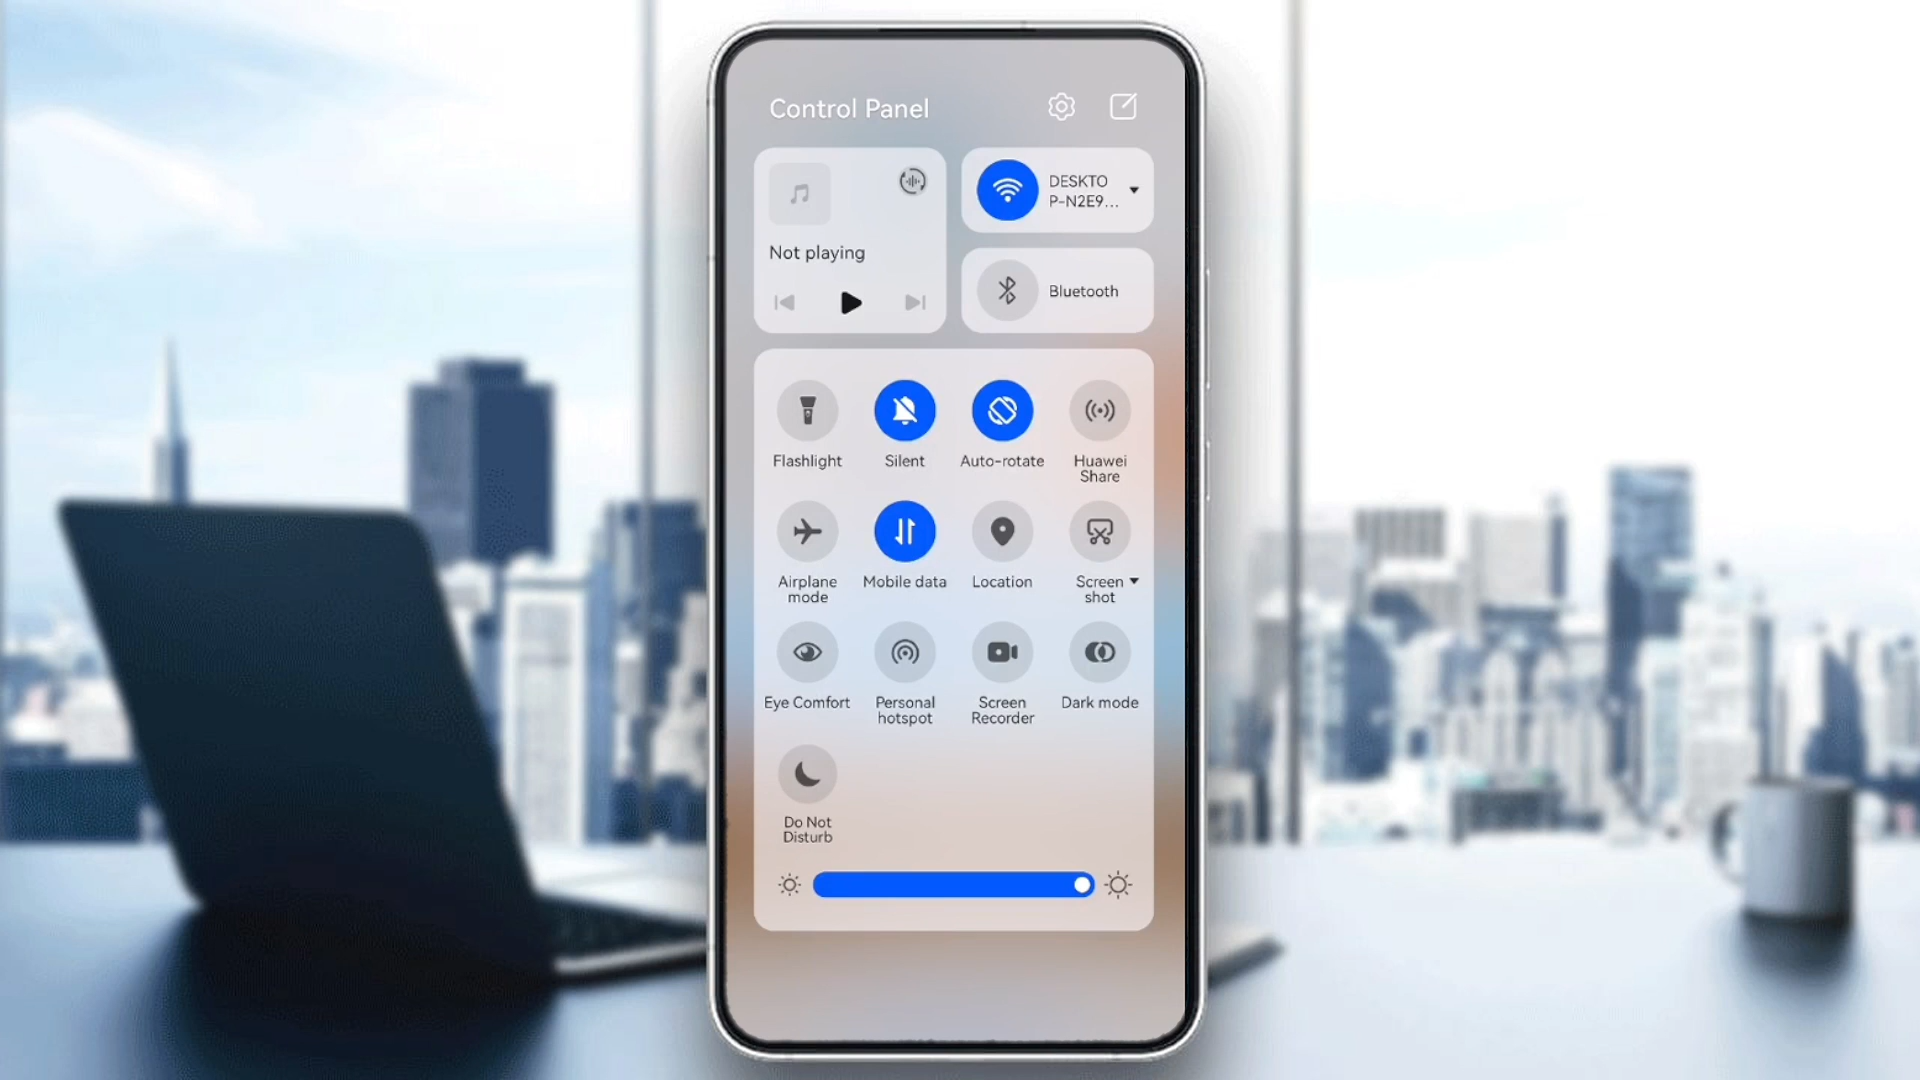 Control Panel
DESKTO
P-N2E9...
Not playing
Bluetooth
Flashlight
Silent
Auto-rotate
Huawei
Share
Airplane
mode
Mobile data
Location
Screen
shot
Eye Comfort
Personal
hotspot
Screen
Recorder
Dark mode
Do Not
Disturb